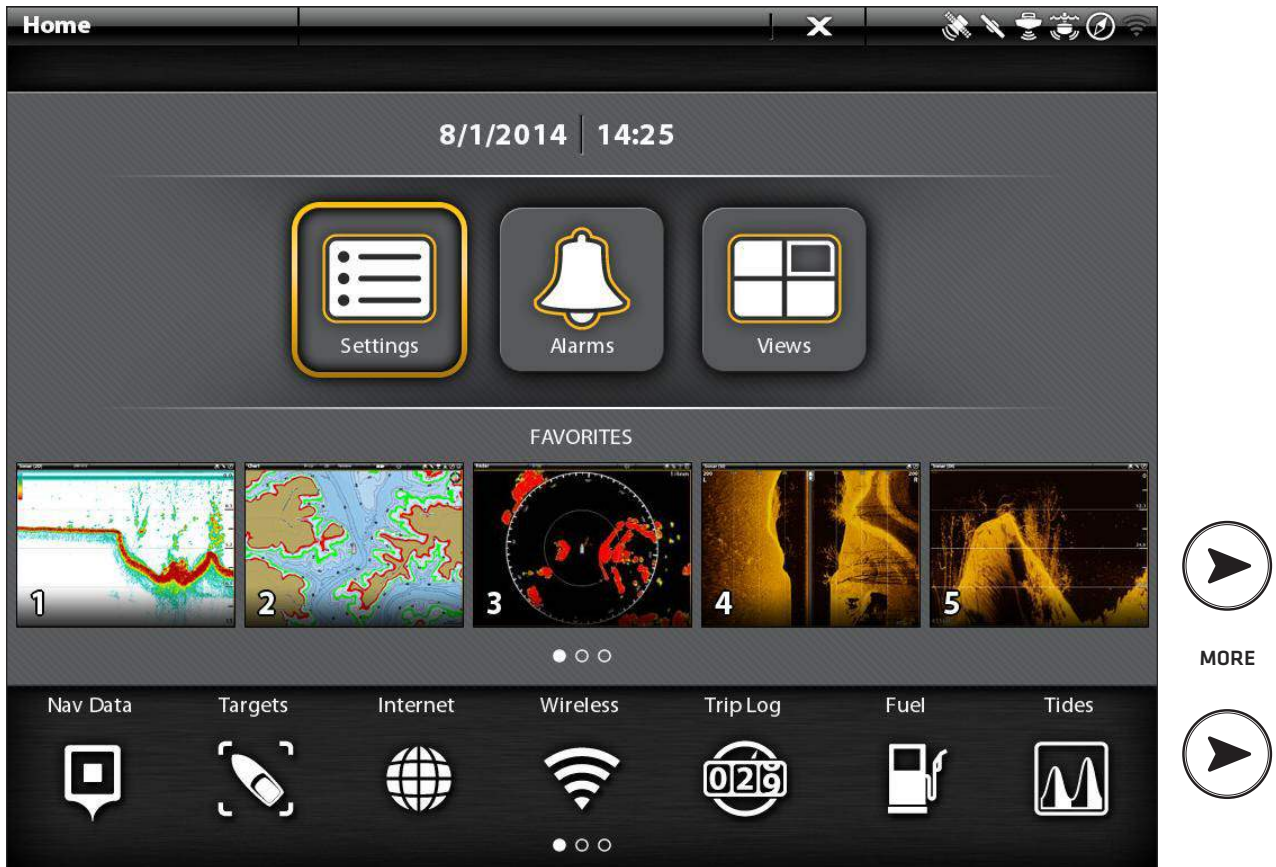 Home
8/1/2014 14:25
Settings Alarms Views
FAVORITES
1 2 3 4 5
MORE
Nav Data Targets Internet Wireless Trip Log Fuel Tides
029